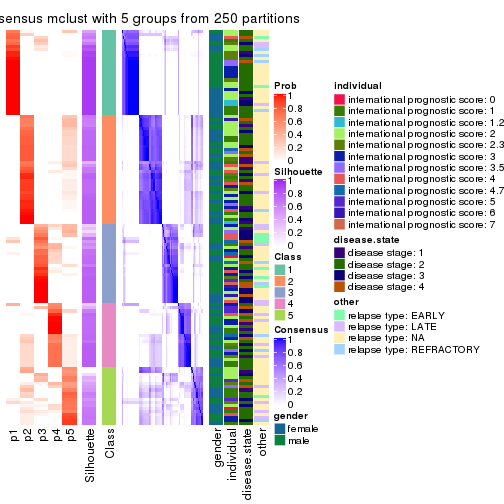 sensus mclust with 5 groups from 250 partitions
Prob
1
0.8
0.6
0.4
0.2
0
Silhouette
1
0.8
0.6
0.4
0.2
0
Class
1
2
3
4
5
Consensus
1
0.8
0.6
0.4
0.2
0
gender
female
male
individual
international prognostic score: 0
international prognostic score: 1
international prognostic score: 1.2
international prognostic score: 2
international prognostic score: 2.3
international prognostic score: 3
international prognostic score: 3.5
international prognostic score: 4
international prognostic score: 4.7
international prognostic score: 5
international prognostic score: 6
international prognostic score: 7
disease.state
disease stage: 1
disease stage: 2
disease stage: 3
disease stage: 4
other
relapse type: EARLY
relapse type: LATE
relapse type: NA
relapse type: REFRACTORY
p1
p2
p3
p4
p5
Silhouette
Class
gender
individual
disease.state
other